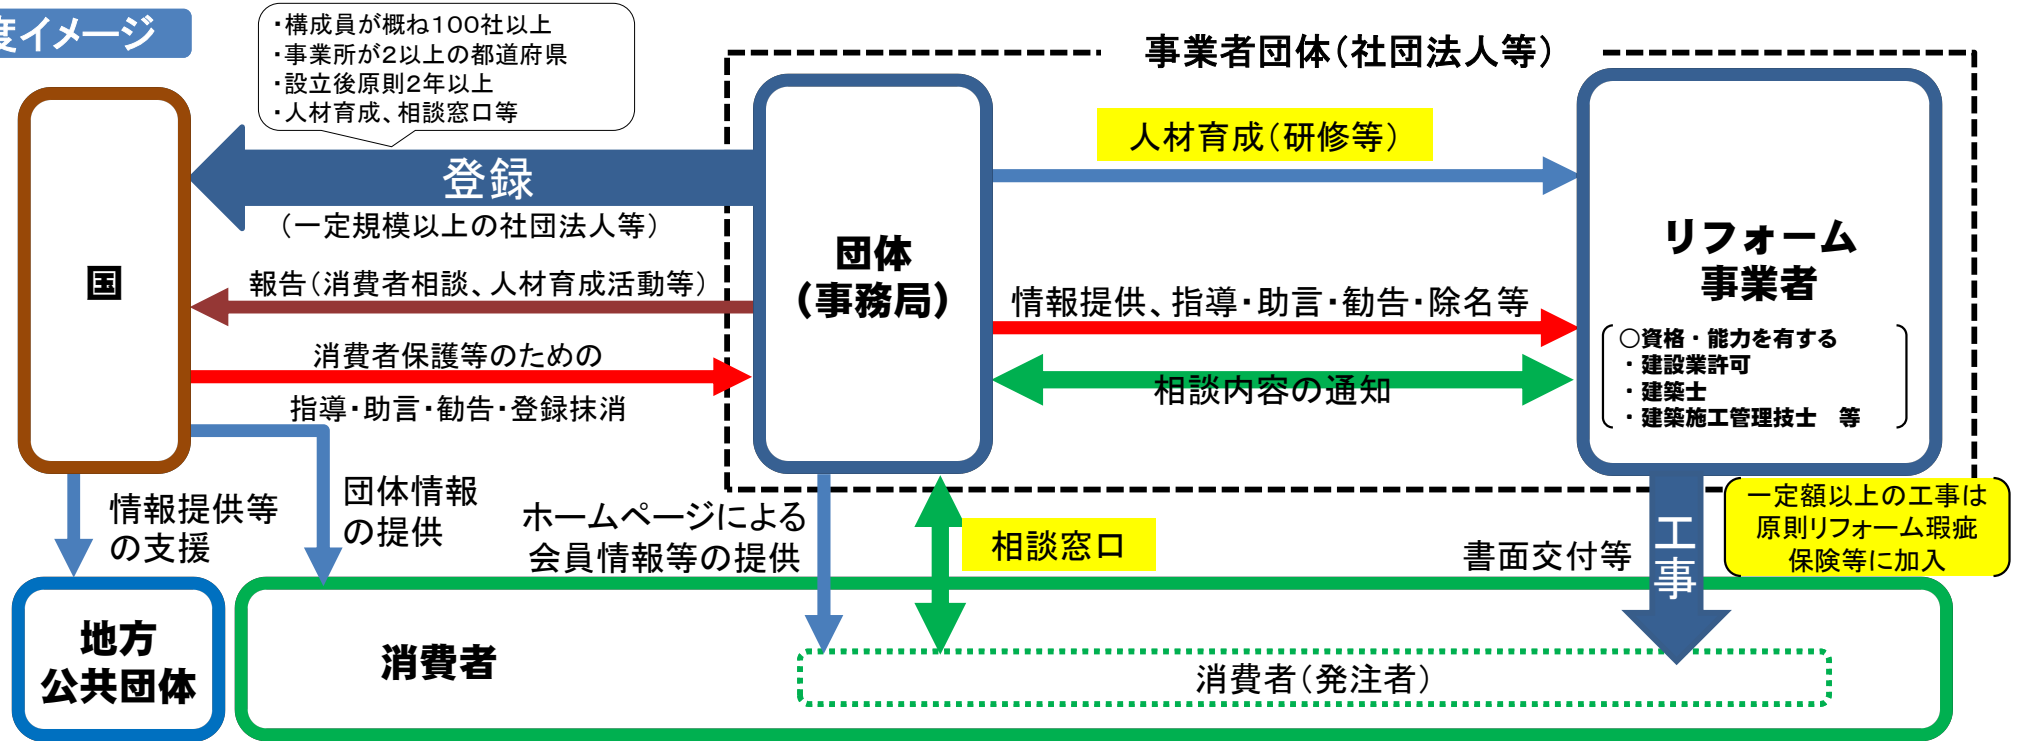 度イメージ
・構成員が概ね100社以上
・事業所が2以上の都道府県
・設立後原則2年以上
・人材育成、相談窓口等
事業者団体(社団法人等)
国
登録
(一定規模以上の社団法人等)
報告(消費者相談、人材育成活動等)
消費者保護等のための
指導・助言・勧告・登録抹消
団体
(事務局)
人材育成(研修等)
情報提供、指導・助言・勧告・除名等
相談内容の通知
リフォーム
事業者
○資格・能力を有する
・建設業許可
・建築士
・建築施工管理技士 等
情報提供等
の支援
団体情報
の提供
ホームページによる
会員情報等の提供
相談窓口
書面交付等
工事
一定額以上の工事は
原則リフォーム瑕疵
保険等に加入
地方
公共団体
消費者
消費者(発注者)